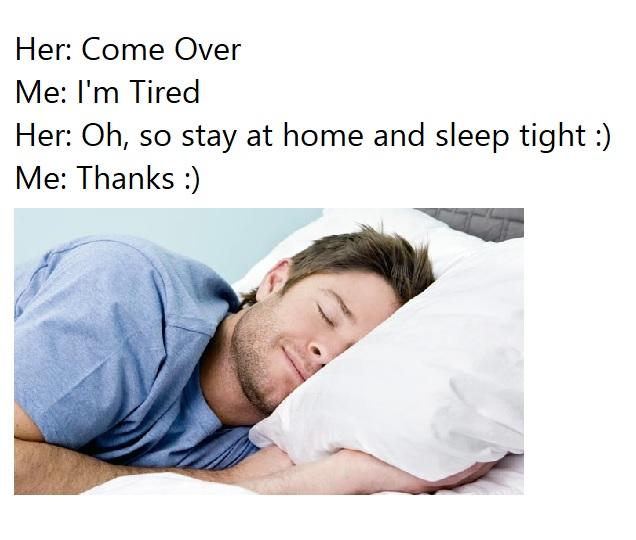 Her: Come Over
Me: I'm Tired
Her: Oh, so stay at home and sleep tight :)
Me: Thanks :)